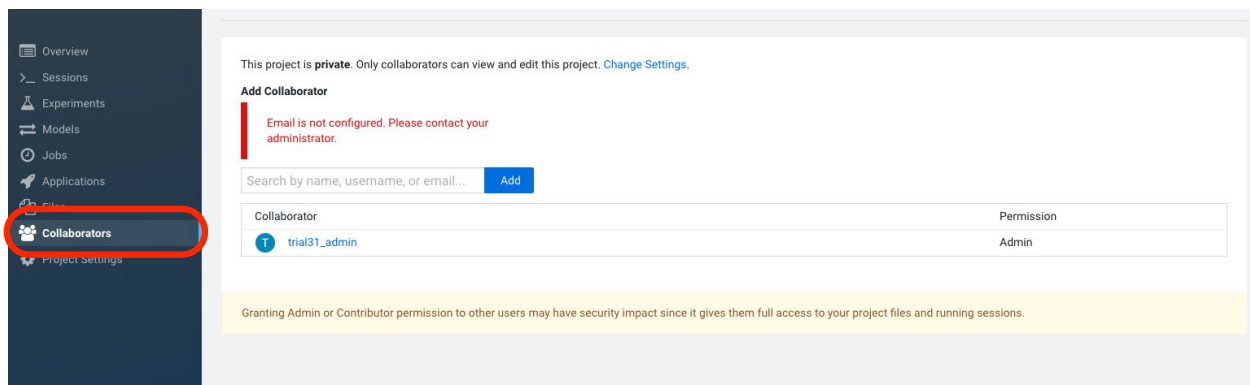 Overview
Sessions
Experiments
Models
Jobs
Applications
Files
Collaborators
Project Settings
This project is private. Only collaborators can view and edit this project. Change Settings.
Add Collaborator
Email is not configured. Please contact your
administrator.
Search by name, username, or email...
Add
Collaborator Permission
T trial31_admin Admin
Granting Admin or Contributor permission to other users may have security impact since it gives them full access to your project files and running sessions.